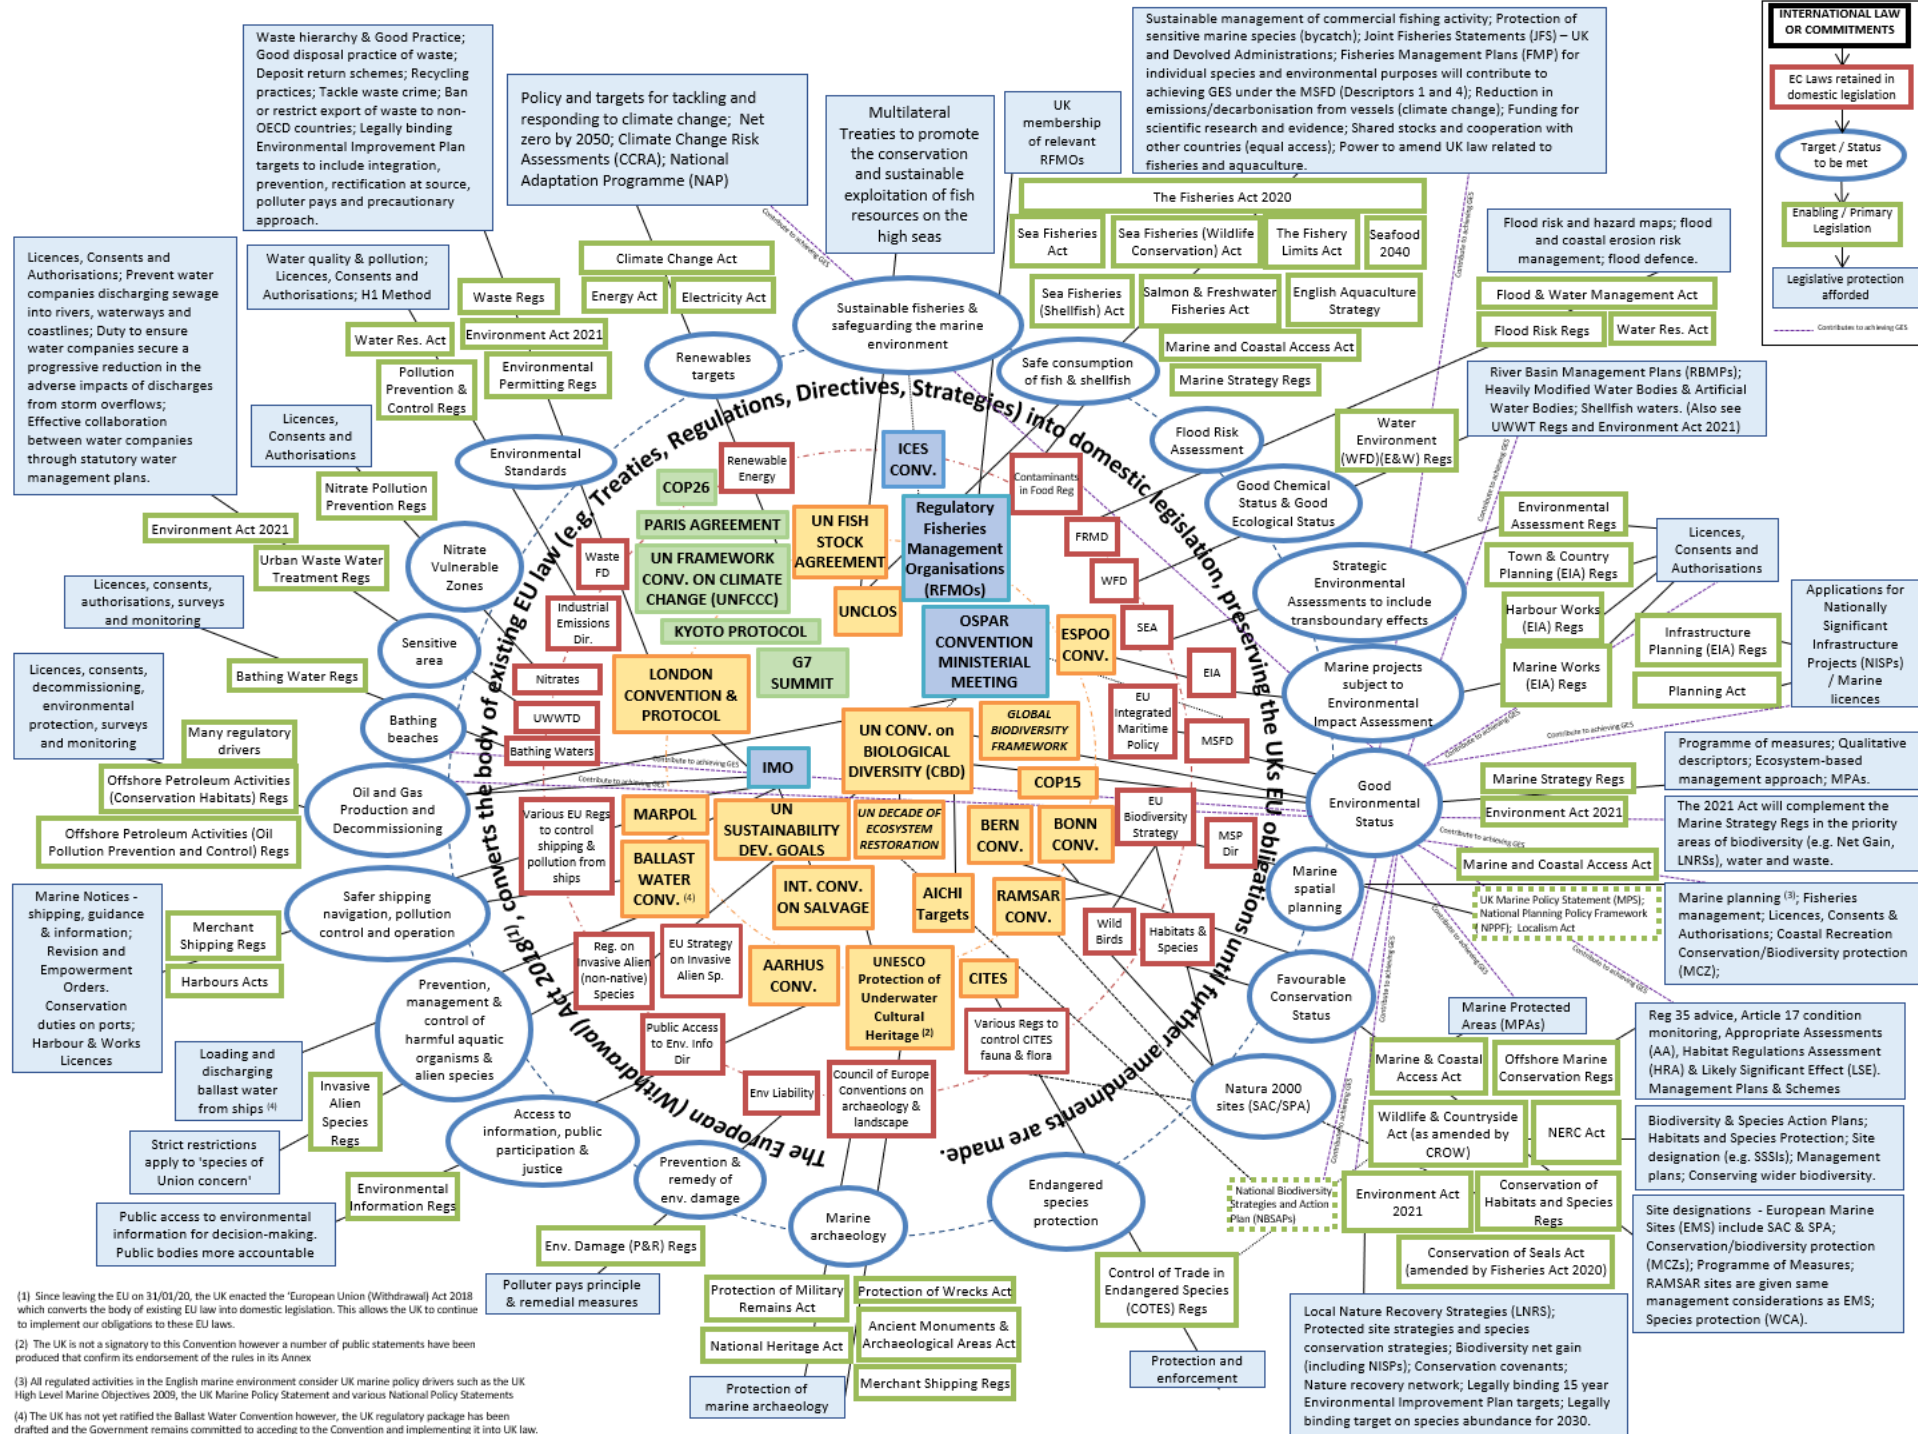 Waste hierarchy & Good Practice;
Good disposal practice of waste;
Deposit return schemes; Recycling
practices; Tackle waste crime; Ban
or restrict export of waste to non-
OECD countries; Legally binding
Environmental Improvement Plan
targets to include integration,
prevention, rectification at source,
polluter pays and precautionary
approach.
Policy and targets for tackling and
responding to climate change;  Net
zero by 2050; Climate Change Risk
Assessments (CCRA); National
Adaptation Programme (NAP)
Multilateral
Treaties to promote
the conservation
and sustainable
exploitation of fish
resources on the
high seas
UK
membership
of relevant
RFMOs
Sustainable management of commercial fishing activity; Protection of
sensitive marine species (bycatch); Joint Fisheries Statements (JFS) – UK
and Devolved Administrations; Fisheries Management Plans (FMP) for
individual species and environmental purposes will contribute to
achieving GES under the MSFD (Descriptors 1 and 4); Reduction in
emissions/decarbonisation from vessels (climate change); Funding for
scientific research and evidence; Shared stocks and cooperation with
other countries (equal access); Power to amend UK law related to
fisheries and aquaculture.
INTERNATIONAL LAW
OR COMMITMENTS
EC Laws retained in
domestic legislation
Target / Status
to be met
Enabling / Primary
Legislation
Legislative protection
afforded
Contributes to achieving GES
Licences, Consents and
Authorisations; Prevent water
companies discharging sewage
into rivers, waterways and
coastlines; Duty to ensure
water companies secure a
progressive reduction in the
adverse impacts of discharges
from storm overflows;
Effective collaboration
between water companies
through statutory water
management plans.
Water quality & pollution;
Licences, Consents and
Authorisations; H1 Method
Waste Regs
Water Res. Act
Environment Act 2021
Pollution
Prevention &
Control Regs
Environmental
Permitting Regs
Climate Change Act
Energy Act
Electricity Act
Contribute to achieving GES
The Fisheries Act 2020
Sea Fisheries
Act
Sea Fisheries (Wildlife
Conservation) Act
The Fishery
Limits Act
Seafood
2040
Sea Fisheries
(Shellfish) Act
Salmon & Freshwater
Fisheries Act
English Aquaculture
Strategy
Marine and Coastal Access Act
Marine Strategy Regs
Contribute to achieving GES
Flood risk and hazard maps; flood
and coastal erosion risk
management; flood defence.
Flood & Water Management Act
Flood Risk Regs
Water Res. Act
River Basin Management Plans (RBMPs);
Heavily Modified Water Bodies & Artificial
Water Bodies; Shellfish waters. (Also see
UWWT Regs and Environment Act 2021)
Water
Environment
(WFD)(E&W) Regs
Contribute to achieving GES
Renewables
targets
Sustainable fisheries &
safeguarding the marine
environment
Safe consumption
of fish & shellfish
Flood Risk
Assessment
Good Chemical
Status & Good
Ecological Status
Strategic
Environmental
Assessments to include
transboundary effects
Marine projects
subject to
Environmental
Impact Assessment
Good
Environmental
Status
Marine
spatial
planning
Favourable
Conservation
Status
Natura 2000
sites (SAC/SPA)
Endangered
species
protection
Marine
archaeology
Prevention &
remedy of
env. damage
Access to
information, public
participation &
justice
Prevention,
management &
control of
harmful aquatic
organisms &
alien species
Safer shipping
navigation, pollution
control and operation
Oil and Gas
Production and
Decommissioning
Bathing
beaches
Sensitive
area
Nitrate
Vulnerable
Zones
Environmental
Standards
The European (Withdrawal) Act 2018(1), converts the body of existing EU law (e.g. Treaties, Regulations, Directives, Strategies) into domestic legislation, preserving the UKs EU obligations until further amendments are made.
Licences,
Consents and
Authorisations
Nitrate Pollution
Prevention Regs
Environment Act 2021
Urban Waste Water
Treatment Regs
Licences, consents,
authorisations, surveys
and monitoring
Bathing Water Regs
Licences, consents,
decommissioning,
environmental
protection, surveys
and monitoring
Many regulatory
drivers
Offshore Petroleum Activities
(Conservation Habitats) Regs
Offshore Petroleum Activities (Oil
Pollution Prevention and Control) Regs
Marine Notices -
shipping, guidance
& information;
Revision and
Empowerment
Orders.
Conservation
duties on ports;
Harbour & Works
Licences
Merchant
Shipping Regs
Harbours Acts
Loading and
discharging
ballast water
from ships (4)
Invasive
Alien
Species
Regs
Strict restrictions
apply to 'species of
Union concern'
Environmental
Information Regs
Public access to environmental
information for decision-making.
Public bodies more accountable
Env. Damage (P&R) Regs
Polluter pays principle
& remedial measures
Renewable
Energy
COP26
PARIS AGREEMENT
UN FRAMEWORK
CONV. ON CLIMATE
CHANGE (UNFCCC)
KYOTO PROTOCOL
G7
SUMMIT
ICES
CONV.
UN FISH
STOCK
AGREEMENT
UNCLOS
Regulatory
Fisheries
Management
Organisations
(RFMOs)
OSPAR
CONVENTION
MINISTERIAL
MEETING
Contaminants
in Food Reg
FRMD
WFD
SEA
ESPOO
CONV.
EIA
EU
Integrated
Maritime
Policy
MSFD
Waste
FD
Industrial
Emissions
Dir.
Nitrates
UWWTD
Bathing Waters
LONDON
CONVENTION &
PROTOCOL
UN CONV. on
BIOLOGICAL
DIVERSITY (CBD)
GLOBAL
BIODIVERSITY
FRAMEWORK
COP15
IMO
Contribute to achieving GES
Contribute to achieving GES
Various EU Regs
to control
shipping &
pollution from
ships
MARPOL
BALLAST
WATER
CONV. (4)
UN
SUSTAINABILITY
DEV. GOALS
UN DECADE OF
ECOSYSTEM
RESTORATION
BERN
CONV.
BONN
CONV.
EU
Biodiversity
Strategy
MSP
Dir
INT. CONV.
ON SALVAGE
AICHI
Targets
RAMSAR
CONV.
Wild
Birds
Habitats &
Species
Reg. on
Invasive Alien
(non-native)
Species
EU Strategy
on Invasive
Alien Sp.
AARHUS
CONV.
UNESCO
Protection of
Underwater
Cultural
Heritage (2)
CITES
Public Access
to Env. Info
Dir
Various Regs to
control CITES
fauna & flora
Env Liability
Council of Europe
Conventions on
archaeology &
landscape
Environmental
Assessment Regs
Town & Country
Planning (EIA) Regs
Harbour Works
(EIA) Regs
Marine Works
(EIA) Regs
Licences,
Consents and
Authorisations
Infrastructure
Planning (EIA) Regs
Planning Act
Applications for
Nationally
Significant
Infrastructure
Projects (NISPs)
/ Marine
licences
Contribute to achieving GES
Contribute to achieving GES
Marine Strategy Regs
Environment Act 2021
Programme of measures; Qualitative
descriptors; Ecosystem-based
management approach; MPAs.
The 2021 Act will complement the
Marine Strategy Regs in the priority
areas of biodiversity (e.g. Net Gain,
LNRSs), water and waste.
Contribute to achieving GES
Marine and Coastal Access Act
UK Marine Policy Statement (MPS);
National Planning Policy Framework
(NPPF);  Localism Act
Marine planning (3); Fisheries
management; Licences, Consents &
Authorisations; Coastal Recreation
Conservation/Biodiversity protection
(MCZ);
Contribute to achieving GES
Contribute to achieving GES
Contribute to achieving GES
Contribute to achieving GES
Contribute to achieving GES
Marine Protected
Areas (MPAs)
Marine & Coastal
Access Act
Offshore Marine
Conservation Regs
Reg 35 advice, Article 17 condition
monitoring, Appropriate Assessments
(AA), Habitat Regulations Assessment
(HRA) & Likely Significant Effect (LSE).
Management Plans & Schemes
Wildlife & Countryside
Act (as amended by
CROW)
NERC Act
Biodiversity & Species Action Plans;
Habitats and Species Protection; Site
designation (e.g. SSSIs); Management
plans; Conserving wider biodiversity.
National Biodiversity
Strategies and Action
Plan (NBSAPs)
Environment Act
2021
Conservation of
Habitats and Species
Regs
Conservation of Seals Act
(amended by Fisheries Act 2020)
Site designations  - European Marine
Sites (EMS) include SAC & SPA;
Conservation/biodiversity protection
(MCZs); Programme of Measures;
RAMSAR sites are given same
management considerations as EMS;
Species protection (WCA).
Control of Trade in
Endangered Species
(COTES) Regs
Protection and
enforcement
Local Nature Recovery Strategies (LNRS);
Protected site strategies and species
conservation strategies; Biodiversity net gain
(including NISPs); Conservation covenants;
Nature recovery network; Legally binding 15 year
Environmental Improvement Plan targets; Legally
binding target on species abundance for 2030.
Protection of Military
Remains Act
Protection of Wrecks Act
National Heritage Act
Ancient Monuments &
Archaeological Areas Act
Merchant Shipping Regs
Protection of
marine archaeology
(1)  Since leaving the EU on 31/01/20, the UK enacted the 'European Union (Withdrawal) Act 2018
which converts the body of existing EU law into domestic legislation. This allows the UK to continue
to implement our obligations to these EU laws.
(2)  The UK is not a signatory to this Convention however a number of public statements have been
produced that confirm its endorsement of the rules in its Annex
(3) All regulated activities in the English marine environment consider UK marine policy drivers such as the UK
High Level Marine Objectives 2009, the UK Marine Policy Statement and various National Policy Statements
(4) The UK has not yet ratified the Ballast Water Convention however, the UK regulatory package has been
drafted and the Government remains committed to acceding to the Convention and implementing it into UK law.